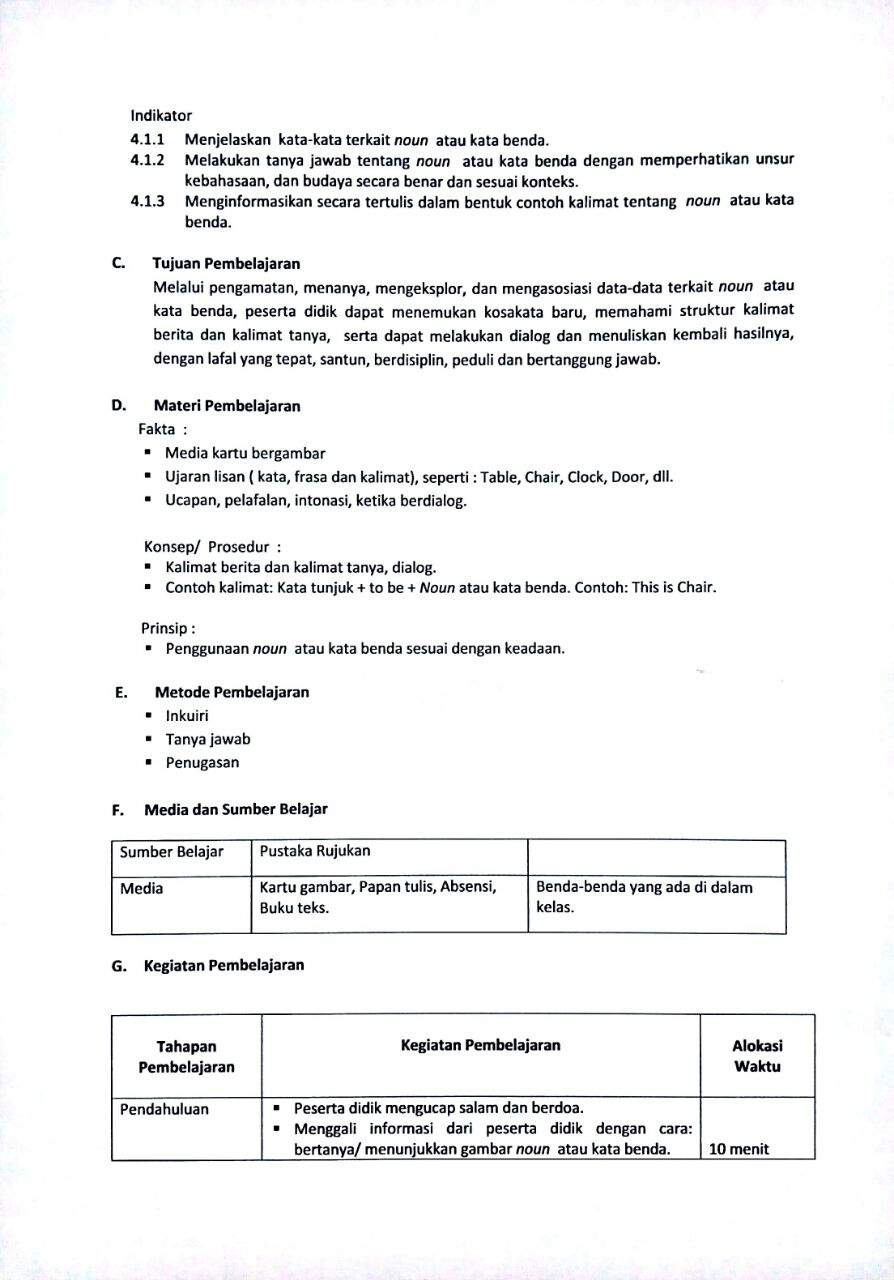 Indikator
4.1.1 Menjelaskan kata-kata terkait noun atau kata benda.
4.1.2 Melakukan tanya jawab tentang noun atau kata benda dengan memperhatikan unsur
kebahasaan, dan budaya secara benar dan sesuai konteks.
4.1.3 Menginformasikan secara tertulis dalam bentuk contoh kalimat tentang noun atau kata
benda.
C. Tujuan Pembelajaran
Melalui pengamatan, menanya, mengeksplor, dan mengasosiasi data-data terkait noun atau
kata benda, peserta didik dapat menemukan kosakata baru, memahami struktur kalimat
berita dan kalimat tanya, serta dapat melakukan dialog dan menuliskan kembali hasilnya,
dengan lafal yang tepat, santun, berdisiplin, peduli dan bertanggung jawab.
D. Materi Pembelajaran
Fakta :
▪ Media kartu bergambar
▪ Ujaran lisan ( kata, frasa dan kalimat), seperti : Table, Chair, Clock, Door, dll.
▪ Ucapan, pelafalan, intonasi, ketika berdialog.
Konsep/ Prosedur :
▪ Kalimat berita dan kalimat tanya, dialog.
▪ Contoh kalimat: Kata tunjuk + to be + Noun atau kata benda. Contoh: This is Chair.
Prinsip :
▪ Penggunaan noun atau kata benda sesuai dengan keadaan.
E. Metode Pembelajaran
▪ Inkuiri
▪ Tanya jawab
▪ Penugasan
F. Media dan Sumber Belajar
Sumber Belajar Pustaka Rujukan
Media Kartu gambar, Papan tulis, Absensi, Benda-benda yang ada di dalam
Buku teks. kelas.
G. Kegiatan Pembelajaran
Tahapan Kegiatan Pembelajaran Alokasi
Pembelajaran Waktu
Pendahuluan ▪ Peserta didik mengucap salam dan berdoa.
▪ Menggali informasi dari peserta didik dengan cara:
bertanya/ menunjukkan gambar noun atau kata benda. 10 menit